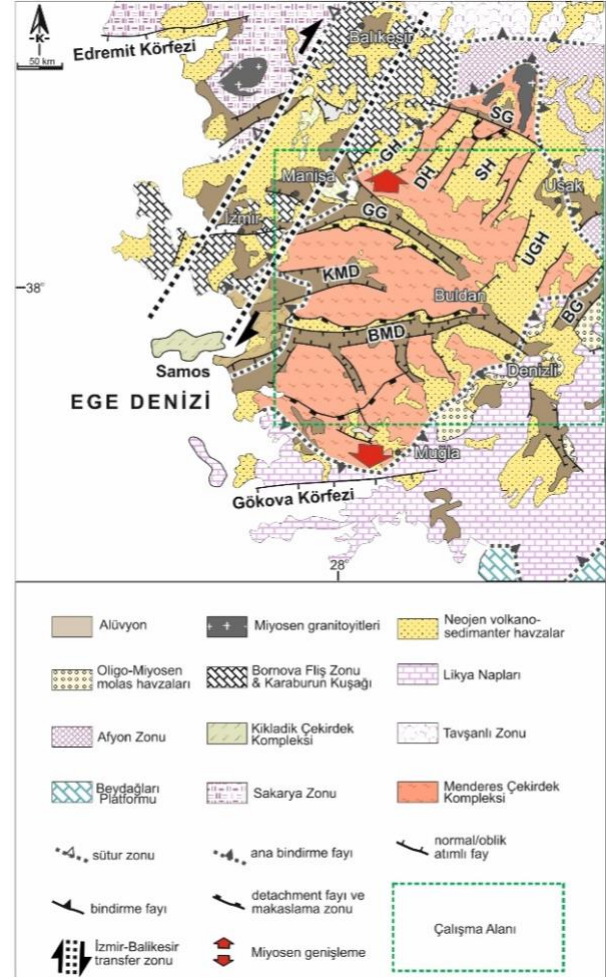 K
50 km
Edremit Körfezi
Balıkesir
SG
GH
DH
SH
Manisa
Uşak
İzmir
GG
UGH
KMD
38°
Buldan
BG
BMD
Samos
Denizli
EGE DENİZİ
Muğla
Gökova Körfezi
28°
Alüvyon
Miyosen granitoyitleri
Neojen volkano-
sedimanter havzalar
Oligo-Miyosen
molas havzaları
Bornova Fliş Zonu
& Karaburun Kuşağı
Likya Napları
Afyon Zonu
Kikladik Çekirdek
Kompleksi
Tavşanlı Zonu
Beydağları
Platformu
Sakarya Zonu
Menderes Çekirdek
Kompleksi
sütur zonu
ana bindirme fayı
normal/oblik
atımlı fay
bindirme fayı
detachment fayı ve
makaslama zonu
Çalışma Alanı
İzmir-Balıkesir
transfer zonu
Miyosen genişleme